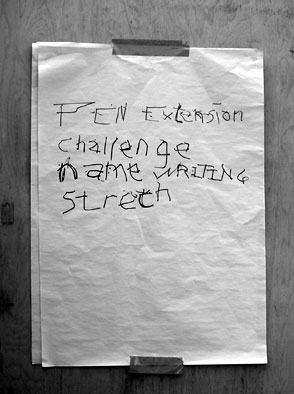 PEN Extension
challenge
name WRITING
Stretch